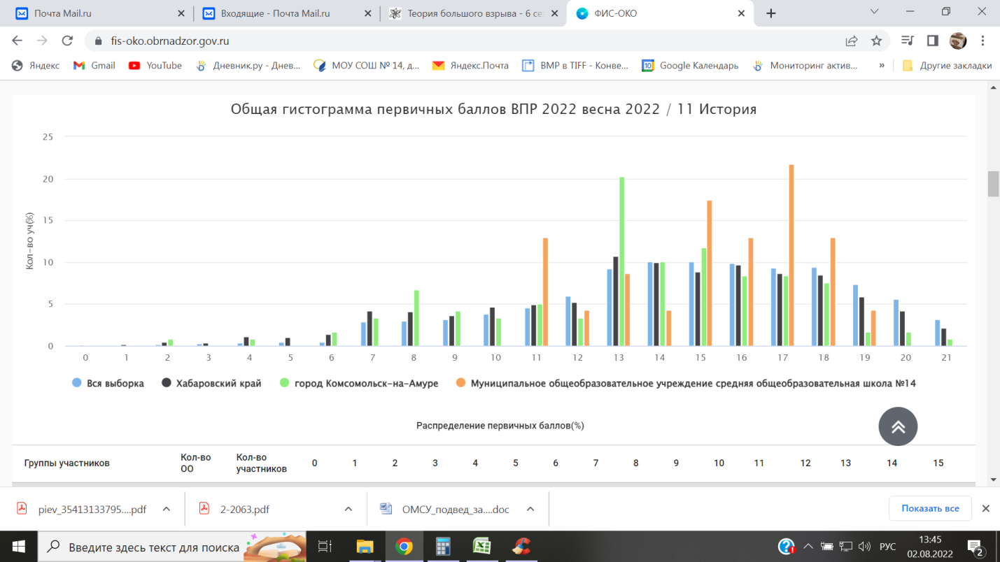 Почта Mail.ru
Входящие - Почта Mail.ru
Теория большого взрыва - 6 се
ФИС-ОКО
fis-oko.obrnadzor.gov.ru
Яндекс
Gmail
YouTube
Дневник.ру - Днев...
МОУ СОШ № 14, д...
Яндекс.Почта
BMP в TIFF - Конве...
10
Google Календарь
Мониторинг актив...
»
Другие закладки
Общая гистограмма первичных баллов ВПР 2022 весна 2022 / 11 История
Кол-во уч(%)
25
20
15
10
5
0
0 1 2 3 4 5 6 7 8 9 10 11 12 13 14 15 16 17 18 19 20 21
Вся выборка
Хабаровский край
город Комсомольск-на-Амуре
Муниципальное общеобразовательное учреждение средняя общеобразовательная школа №14
Распределение первичных баллов(%)
Группы участников
Кол-во
ОО
Кол-во
участников
0 1 2 3 4 5 6 7 8 9 10 11 12 13 14 15
piev_35413133795....pdf
2-2063.pdf
ОМСУ_подвед_за....doc
Показать все
Введите здесь текст для поиска
РУС
13:45
02.08.2022
2